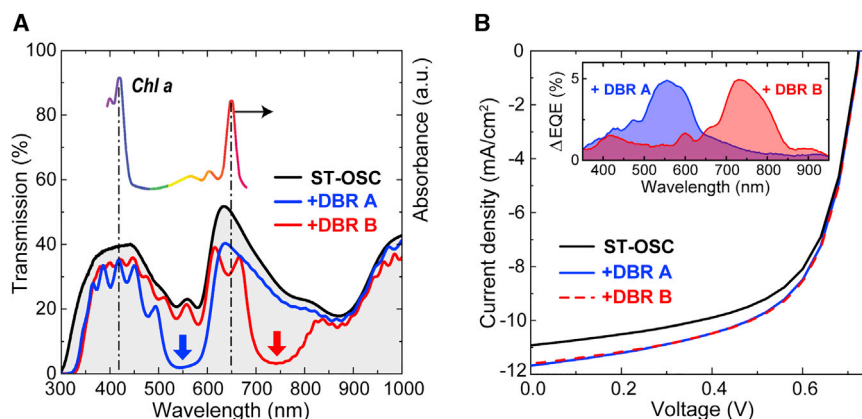 A
Transmission (%)
100
80
60
40
20
0
300 400 500 600 700 800 900 1000
Wavelength (nm)
Absorbance (a.u.)
Chl a
ST-OSC
+DBR A
+DBR B
B
Current density (mA/cm²)
0
-2
-4
-6
-8
-10
-12
0.0 0.2 0.4 0.6
Voltage (V)
ST-OSC
+DBR A
+DBR B
ΔEQE (%)
5
0
400 500 600 700 800 900
Wavelength (nm)
+ DBR A
+ DBR B